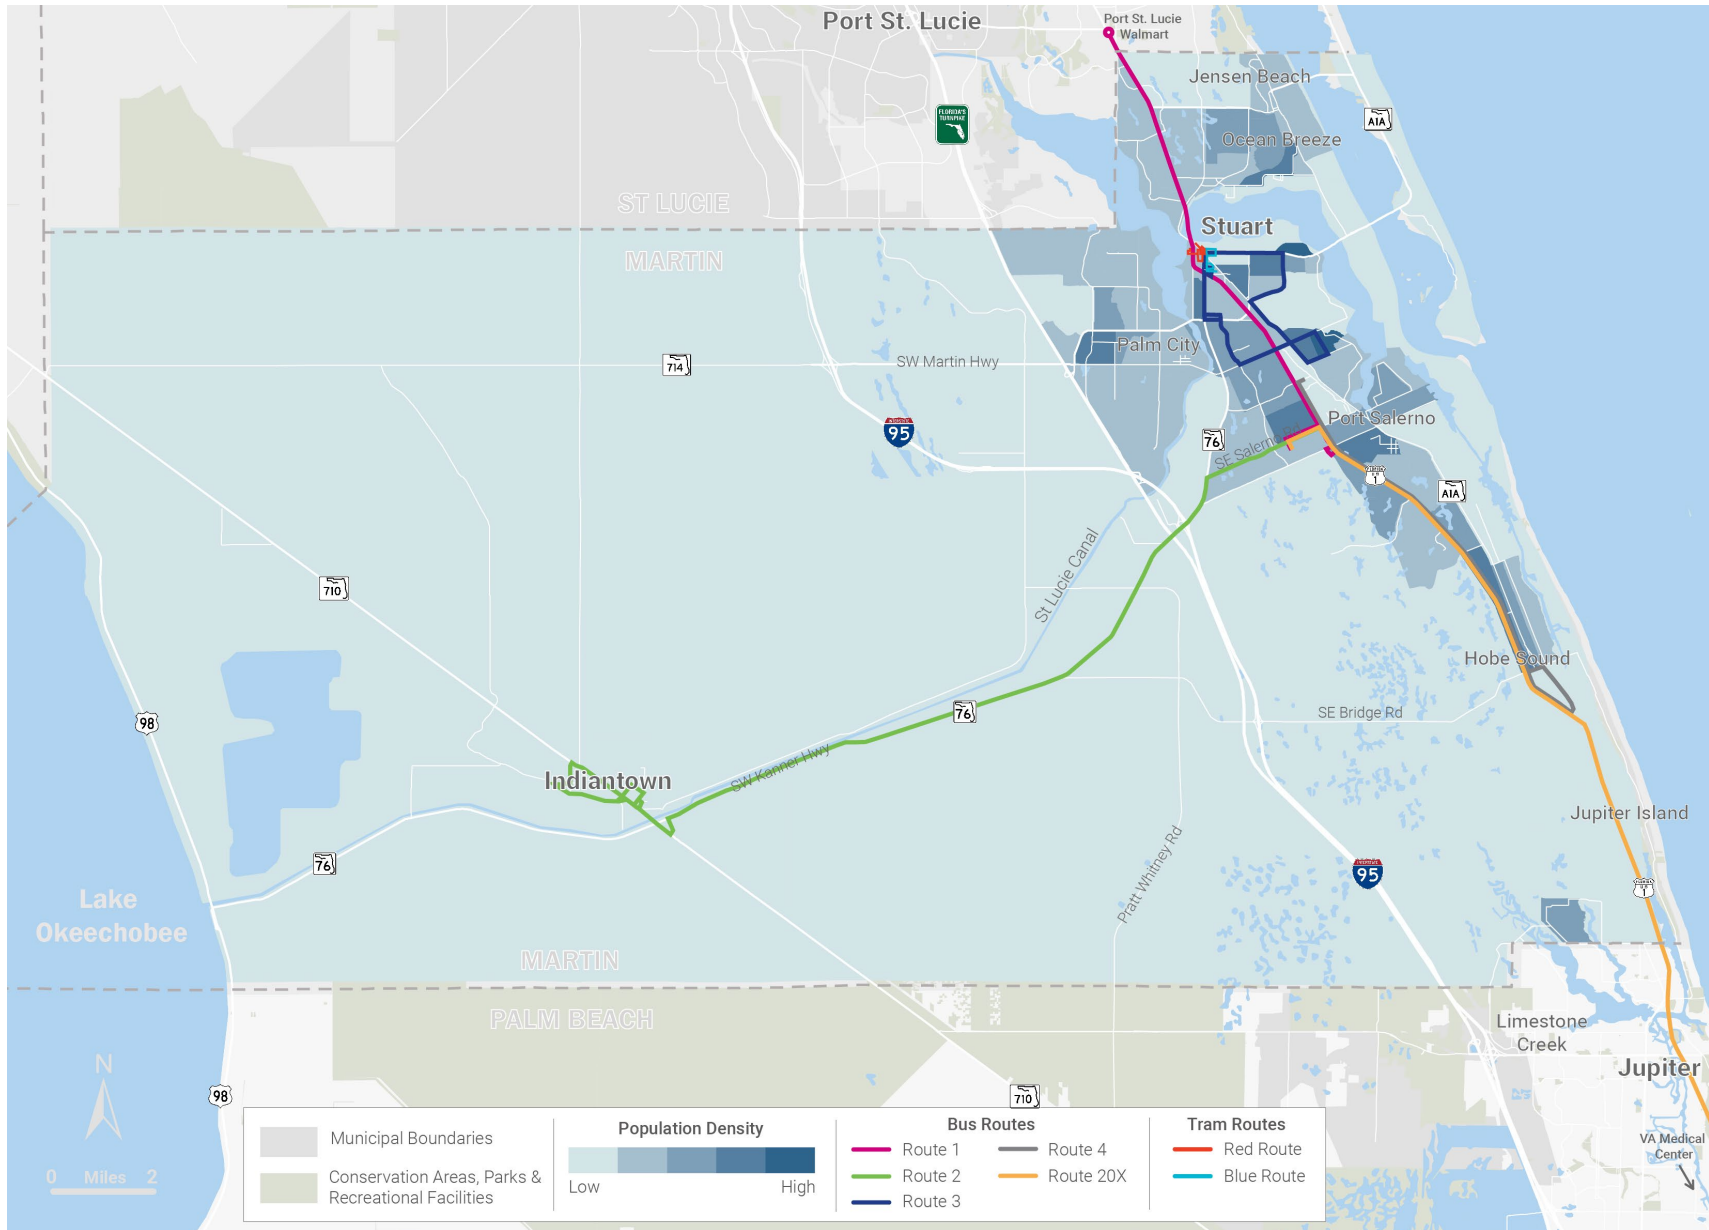 Port St. Lucie
Port St. Lucie
Walmart
Jensen Beach
FLORIDA'S
TURNPIKE
A1A
Ocean Breeze
ST LUCIE
Stuart
MARTIN
Palm City
SW Martin Hwy
714
95
Port Salerno
76
SE Salerno Rd
1
A1A
St Lucie Canal
710
Hobe Sound
76
SE Bridge Rd
98
SW Kanner Hwy
Indiantown
Jupiter Island
76
Pratt Whitney Rd
95
1
Lake
Okeechobee
MARTIN
PALM BEACH
Limestone
Creek
Jupiter
N
98
710
0 Miles 2
Municipal Boundaries
Conservation Areas, Parks &
Recreational Facilities
Population Density
Low High
Bus Routes
Route 1
Route 2
Route 3
Route 4
Route 20X
Tram Routes
Red Route
Blue Route
VA Medical
Center